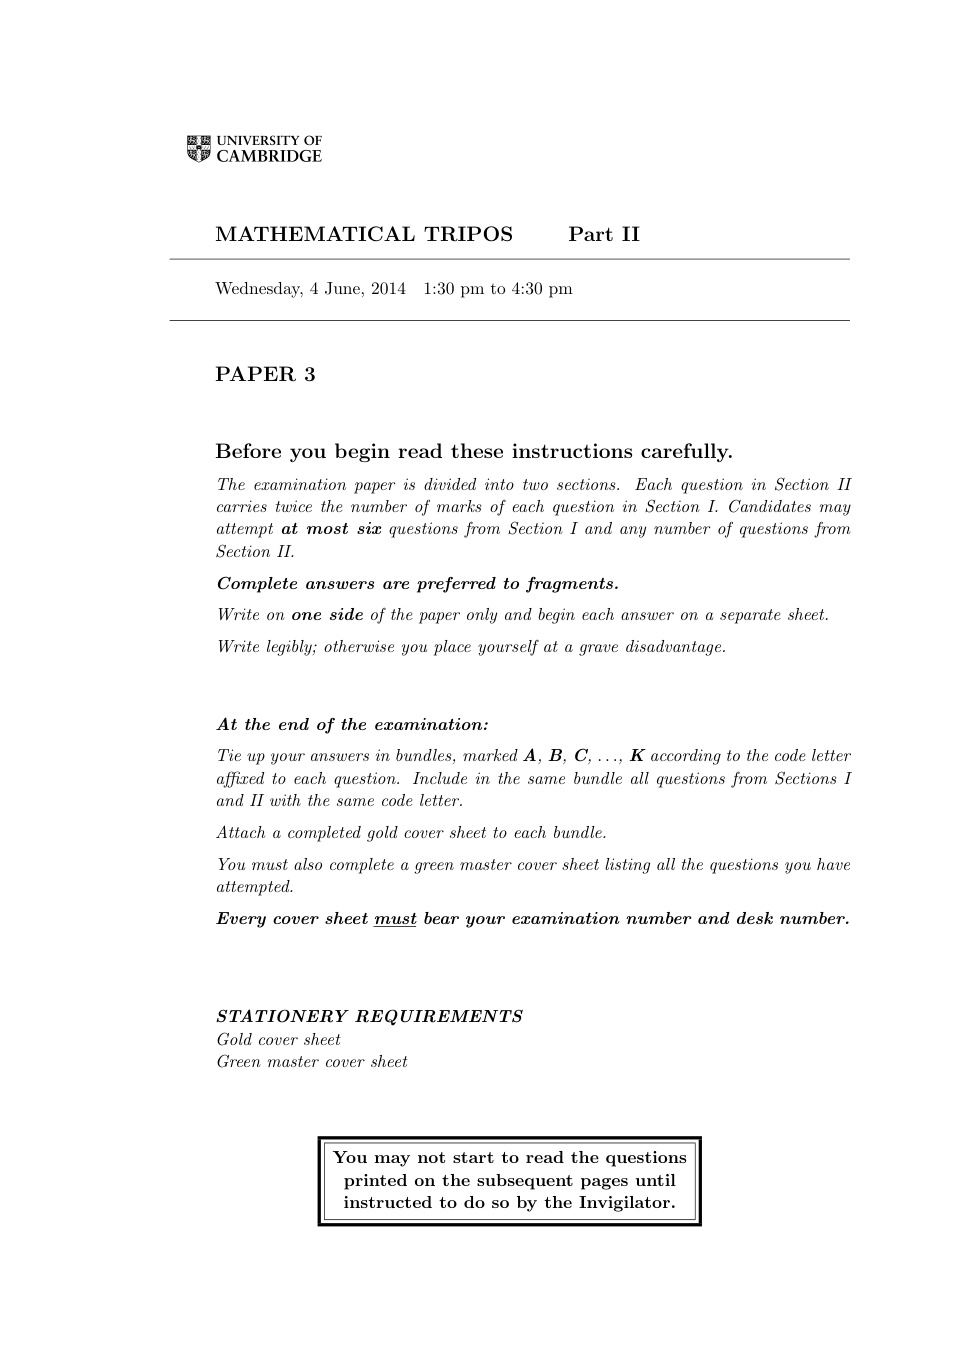 UNIVERSITY OF
CAMBRIDGE
MATHEMATICAL TRIPOS Part II
Wednesday, 4 June, 2014 1:30 pm to 4:30 pm
PAPER 3
Before you begin read these instructions carefully.
The examination paper is divided into two sections. Each question in Section II
carries twice the number of marks of each question in Section I. Candidates may
attempt at most six questions from Section I and any number of questions from
Section II.
Complete answers are preferred to fragments.
Write on one side of the paper only and begin each answer on a separate sheet.
Write legibly; otherwise you place yourself at a grave disadvantage.
At the end of the examination:
Tie up your answers in bundles, marked A, B, C, . . ., K according to the code letter
affixed to each question. Include in the same bundle all questions from Sections I
and II with the same code letter.
Attach a completed gold cover sheet to each bundle.
You must also complete a green master cover sheet listing all the questions you have
attempted.
Every cover sheet must bear your examination number and desk number.
STATIONERY REQUIREMENTS
Gold cover sheet
Green master cover sheet
You may not start to read the questions
printed on the subsequent pages until
instructed to do so by the Invigilator.